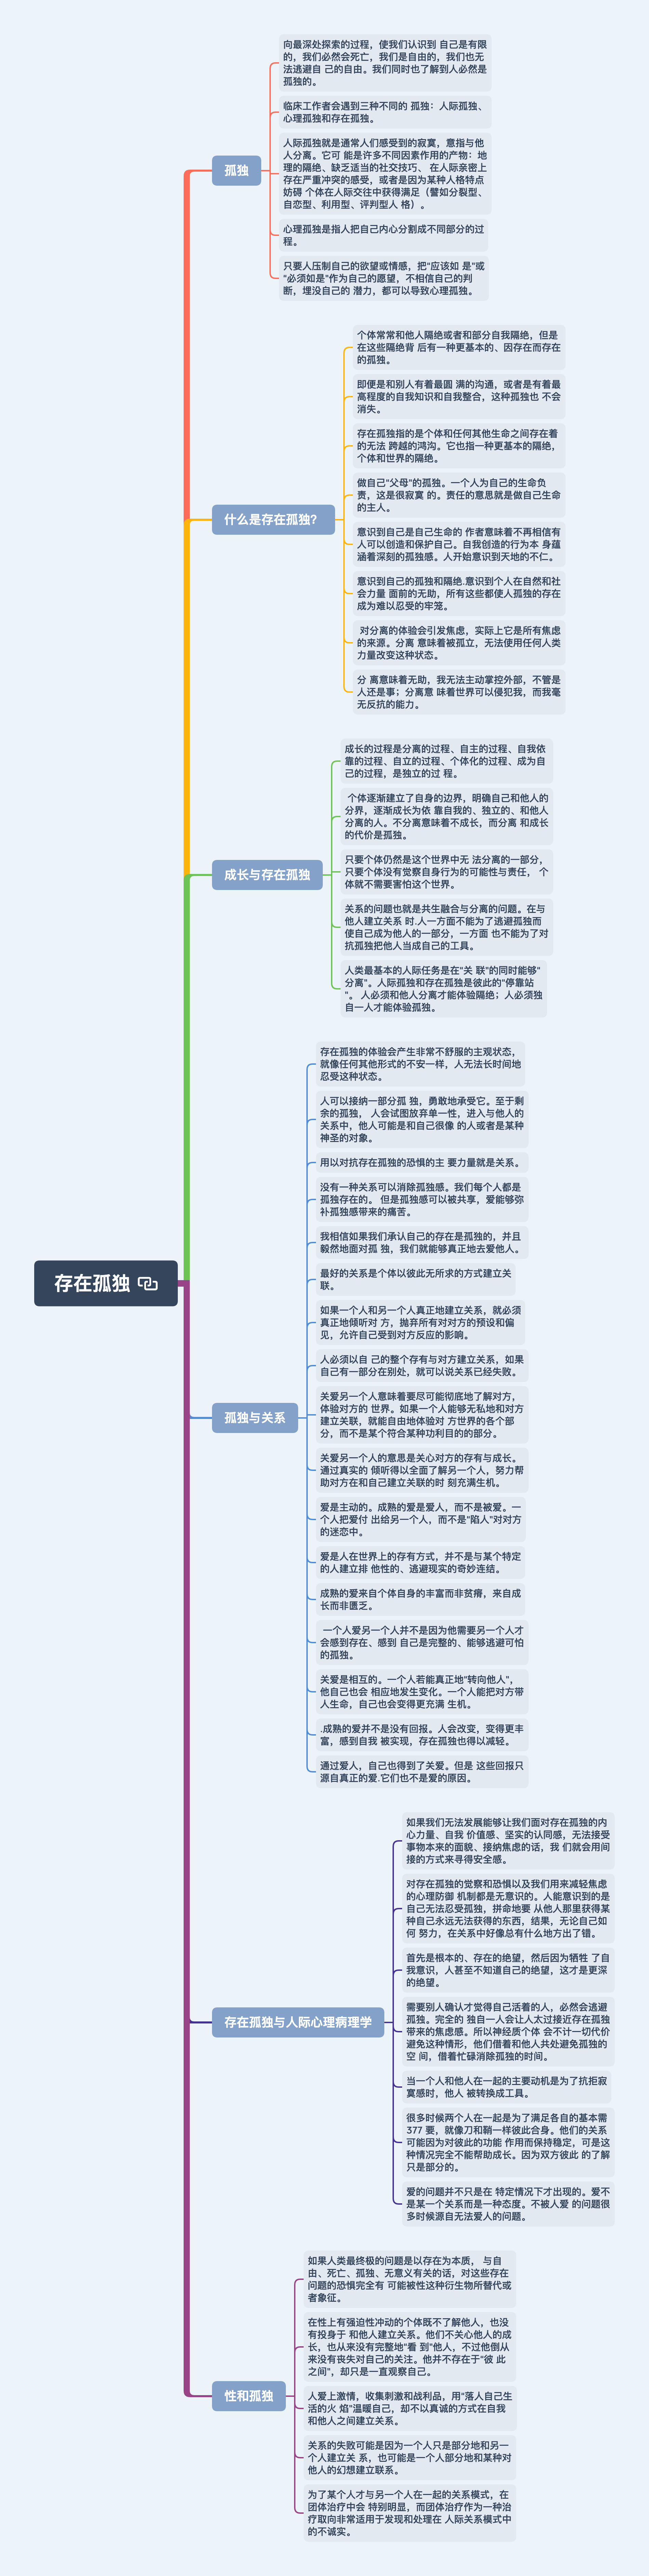 向最深处探索的过程，使我们认识到 自己是有限
的，我们必然会死亡，我们是自由的，我们也无
法逃避自 己的自由。我们同时也了解到人必然是
孤独的。
临床工作者会遇到三种不同的 孤独：人际孤独、
心理孤独和存在孤独。
人际孤独就是通常人们感受到的寂寞，意指与他
人分离。它可 能是许多不同因素作用的产物：地
理的隔绝、缺乏适当的社交技巧、 在人际亲密上
存在严重冲突的感受，或者是因为某种人格特点
妨碍 个体在人际交往中获得满足（譬如分裂型、
自恋型、利用型、评判型人 格）。
孤独
心理孤独是指人把自己内心分割成不同部分的过
程。
只要人压制自己的欲望或情感，把"应该如 是"或
"必须如是"作为自己的愿望，不相信自己的判
断，埋没自己的 潜力，都可以导致心理孤独。
个体常常和他人隔绝或者和部分自我隔绝，但是
在这些隔绝背 后有一种更基本的、因存在而存在
的孤独。
即便是和别人有着最圆 满的沟通，或者是有着最
高程度的自我知识和自我整合，这种孤独也 不会
消失。
存在孤独指的是个体和任何其他生命之间存在着
的无法 跨越的鸿沟。它也指一种更基本的隔绝，
个体和世界的隔绝。
做自己"父母"的孤独。一个人为自己的生命负
责，这是很寂寞 的。责任的意思就是做自己生命
的主人。
什么是存在孤独？
意识到自己是自己生命的 作者意味着不再相信有
人可以创造和保护自己。自我创造的行为本 身蕴
涵着深刻的孤独感。人开始意识到天地的不仁。
意识到自己的孤独和隔绝.意识到个人在自然和社
会力量 面前的无助，所有这些都使人孤独的存在
成为难以忍受的牢笼。
对分离的体验会引发焦虑，实际上它是所有焦虑
的来源。分离 意味着被孤立，无法使用任何人类
力量改变这种状态。
分 离意味着无助，我无法主动掌控外部，不管是
人还是事；分离意 味着世界可以侵犯我，而我毫
无反抗的能力。
成长的过程是分离的过程、自主的过程、自我依
靠的过程、自立的过程、个体化的过程、成为自
己的过程，是独立的过 程。
个体逐渐建立了自身的边界，明确自己和他人的
分界，逐渐成长为依 靠自我的、独立的、和他人
分离的人。不分离意味着不成长，而分离 和成长
的代价是孤独。
成长与存在孤独
只要个体仍然是这个世界中无 法分离的一部分，
只要个体没有觉察自身行为的可能性与责任， 个
体就不需要害怕这个世界。
关系的问题也就是共生融合与分离的问题。在与
他人建立关系 时.人一方面不能为了逃避孤独而
使自己成为他人的一部分，一方面 也不能为了对
抗孤独把他人当成自己的工具。
人类最基本的人际任务是在"关 联"的同时能够"
分离"。人际孤独和存在孤独是彼此的"停靠站
"。 人必须和他人分离才能体验隔绝；人必须独
自一人才能体验孤独。
存在孤独的体验会产生非常不舒服的主观状态，
就像任何其他形式的不安一样，人无法长时间地
忍受这种状态。
人可以接纳一部分孤 独，勇敢地承受它。至于剩
余的孤独， 人会试图放弃单一性，进入与他人的
关系中，他人可能是和自己很像 的人或者是某种
神圣的对象。
用以对抗存在孤独的恐惧的主 要力量就是关系。
没有一种关系可以消除孤独感。我们每个人都是
孤独存在的。 但是孤独感可以被共享，爱能够弥
补孤独感带来的痛苦。
我相信如果我们承认自己的存在是孤独的，并且
毅然地面对孤 独，我们就能够真正地去爱他人。
最好的关系是个体以彼此无所求的方式建立关
联。
存在孤独
如果一个人和另一个人真正地建立关系，就必须
真正地倾听对 方，抛弃所有对对方的预设和偏
见，允许自己受到对方反应的影响。
人必须以自 己的整个存有与对方建立关系，如果
自己有一部分在别处，就可以说关系已经失败。
孤独与关系
关爱另一个人意味着要尽可能彻底地了解对方，
体验对方的 世界。如果一个人能够无私地和对方
建立关联，就能自由地体验对 方世界的各个部
分，而不是某个符合某种功利目的的部分。
关爱另一个人的意思是关心对方的存有与成长。
通过真实的 倾听得以全面了解另一个人，努力帮
助对方在和自己建立关联的时 刻充满生机。
爱是主动的。成熟的爱是爱人，而不是被爱。一
个人把爱付 出给另一个人，而不是"陷人"对对方
的迷恋中。
爱是人在世界上的存有方式，并不是与某个特定
的人建立排 他性的、逃避现实的奇妙连结。
成熟的爱来自个体自身的丰富而非贫瘠，来自成
长而非匮乏。
一个人爱另一个人并不是因为他需要另一个人才
会感到存在、感到 自己是完整的、能够逃避可怕
的孤独。
关爱是相互的。一个人若能真正地"转向他人"，
他自己也会 相应地发生变化。一个人能把对方带
人生命，自己也会变得更充满 生机。
.成熟的爱并不是没有回报。人会改变，变得更丰
富，感到自我 被实现，存在孤独也得以减轻。
通过爱人，自己也得到了关爱。但是 这些回报只
源自真正的爱.它们也不是爱的原因。
如果我们无法发展能够让我们面对存在孤独的内
心力量、自我 价值感、坚实的认同感，无法接受
事物本来的面貌、接纳焦虑的话，我 们就会用间
接的方式来寻得安全感。
对存在孤独的觉察和恐惧以及我们用来减轻焦虑
的心理防御 机制都是无意识的。人能意识到的是
自己无法忍受孤独，拼命地要 从他人那里获得某
种自己永远无法获得的东西，结果，无论自己如
何 努力，在关系中好像总有什么地方出了错。
首先是根本的、存在的绝望，然后因为牺牲 了自
我意识，人甚至不知道自己的绝望，这才是更深
的绝望。
存在孤独与人际心理病理学
需要别人确认才觉得自己活着的人，必然会逃避
孤独。完全的 独自一人会让人太过接近存在孤独
带来的焦虑感。所以神经质个体 会不计一切代价
避免这种情形，他们借着和他人共处避免孤独的
空 间，借着忙碌消除孤独的时间。
当一个人和他人在一起的主要动机是为了抗拒寂
寞感时，他人 被转换成工具。
很多时候两个人在一起是为了满足各自的基本需
377 要，就像刀和鞘一样彼此合身。他们的关系
可能因为对彼此的功能 作用而保持稳定，可是这
种情况完全不能帮助成长。因为双方彼此 的了解
只是部分的。
爱的问题并不只是在 特定情况下才出现的。爱不
是某一个关系而是一种态度。不被人爱 的问题很
多时候源自无法爱人的问题。
如果人类最终极的问题是以存在为本质， 与自
由、死亡、孤独、无意义有关的话，对这些存在
问题的恐惧完全有 可能被性这种衍生物所替代或
者象征。
在性上有强迫性冲动的个体既不了解他人，也没
有投身于 和他人建立关系。他们不关心他人的成
长，也从来没有完整地"看 到"他人，不过他倒从
来没有丧失对自己的关注。他并不存在于"彼 此
之间"，却只是一直观察自己。
性和孤独
人爱上激情，收集刺激和战利品，用"落人自己生
活的火 焰"温暖自己，却不以真诚的方式在自我
和他人之间建立关系。
关系的失败可能是因为一个人只是部分地和另一
个人建立关 系，也可能是一个人部分地和某种对
他人的幻想建立联系。
为了某个人才与另一个人在一起的关系模式，在
团体治疗中会 特别明显，而团体治疗作为一种治
疗取向非常适用于发现和处理在 人际关系模式中
的不诚实。